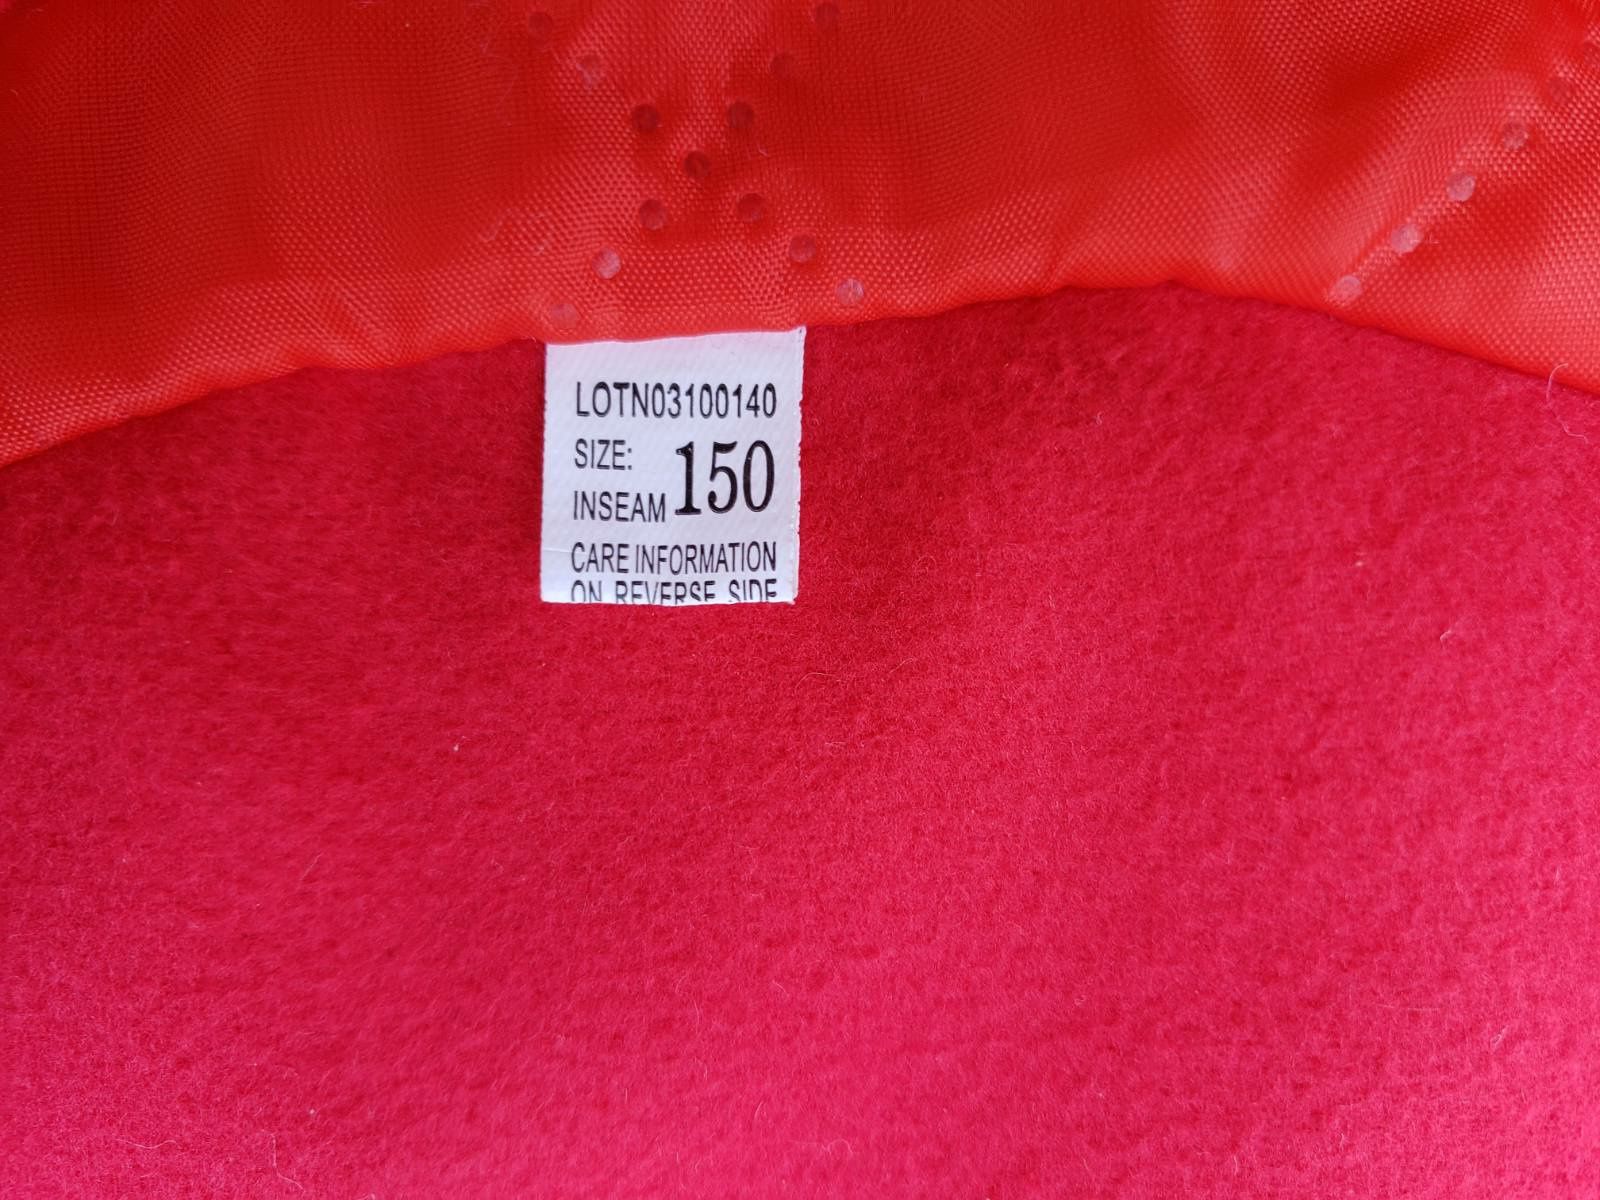 LOTN03100140
SIZE: 150
INSEAM
CARE INFORMATION
ON REVERSE SIDE